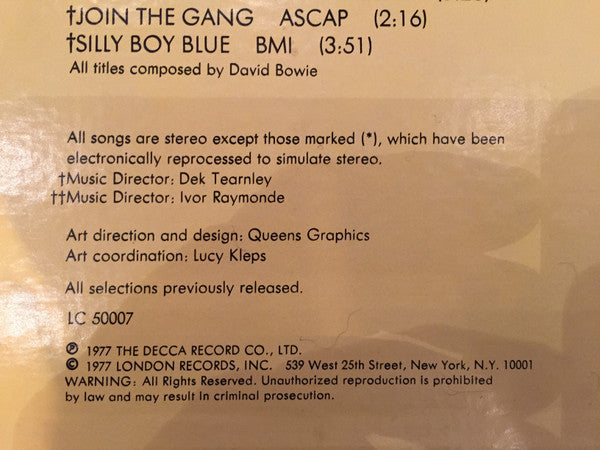 †JOIN THE GANG ASCAP (2:16)
†SILLY BOY BLUE BMI (3:51)
All titles composed by David Bowie
All songs are stereo except those marked (*), which have been
electronically reprocessed to simulate stereo.
†Music Director: Dek Tearnley
††Music Director: Ivor Raymonde
Art direction and design: Queens Graphics
Art coordination: Lucy Kleps
All selections previously released.
LC 50007
℗ 1977 THE DECCA RECORD CO., LTD.
© 1977 LONDON RECORDS, INC. 539 West 25th Street, New York, N.Y. 10001
WARNING: All Rights Reserved. Unauthorized reproduction is prohibited
by law and may result in criminal prosecution.